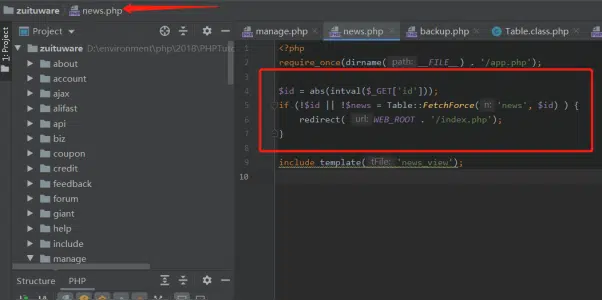 zuituware news.php
Project
manage.php news.php backup.php Table.class.php
1: Project
zuituware D:\environment\php\2018\PHPTutc
about
account
ajax
alifast
api
biz
coupon
credit
feedback
forum
giant
help
include
manage
1 <?php
2 require_once(dirname( path: __FILE__) . '/app.php');
3
4 $id = abs(intval($_GET['id']));
5 if (!$id || !$news = Table::FetchForce( n: 'news', $id) ) {
6 redirect( url: WEB_ROOT . '/index.php');
7 }
8
9 include template( tFile: 'news_view');
10
Structure PHP